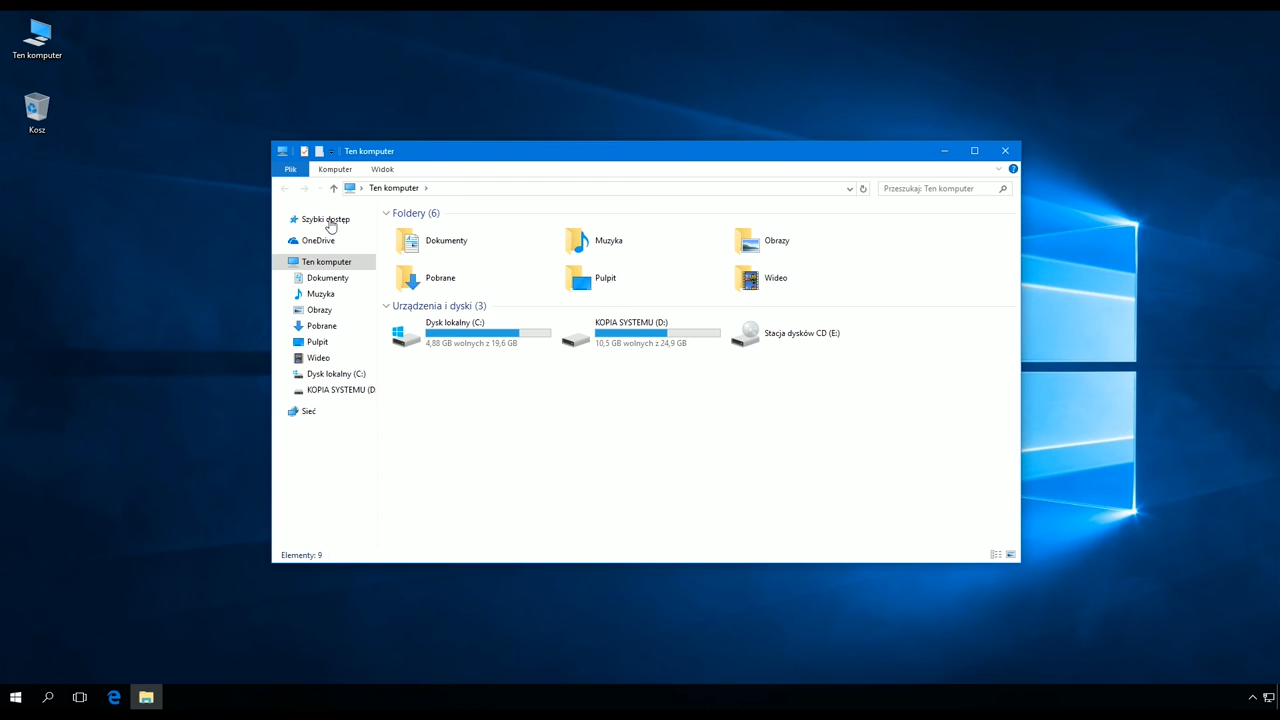 Ten komputer
Kosz
Ten komputer
Plik Komputer Widok
Ten komputer
Przeszukaj: Ten komputer
Szybki dostęp
OneDrive
Ten komputer
Dokumenty
Muzyka
Obrazy
Pobrane
Pulpit
Wideo
Dysk lokalny (C:)
KOPIA SYSTEMU (D
Sieć
Foldery (6)
Dokumenty Muzyka Obrazy
Pobrane Pulpit Wideo
Urządzenia i dyski (3)
Dysk lokalny (C:)
4,88 GB wolnych z 19,6 GB
KOPIA SYSTEMU (D:)
10,5 GB wolnych z 24,9 GB
Stacja dysków CD (E:)
Elementy: 9